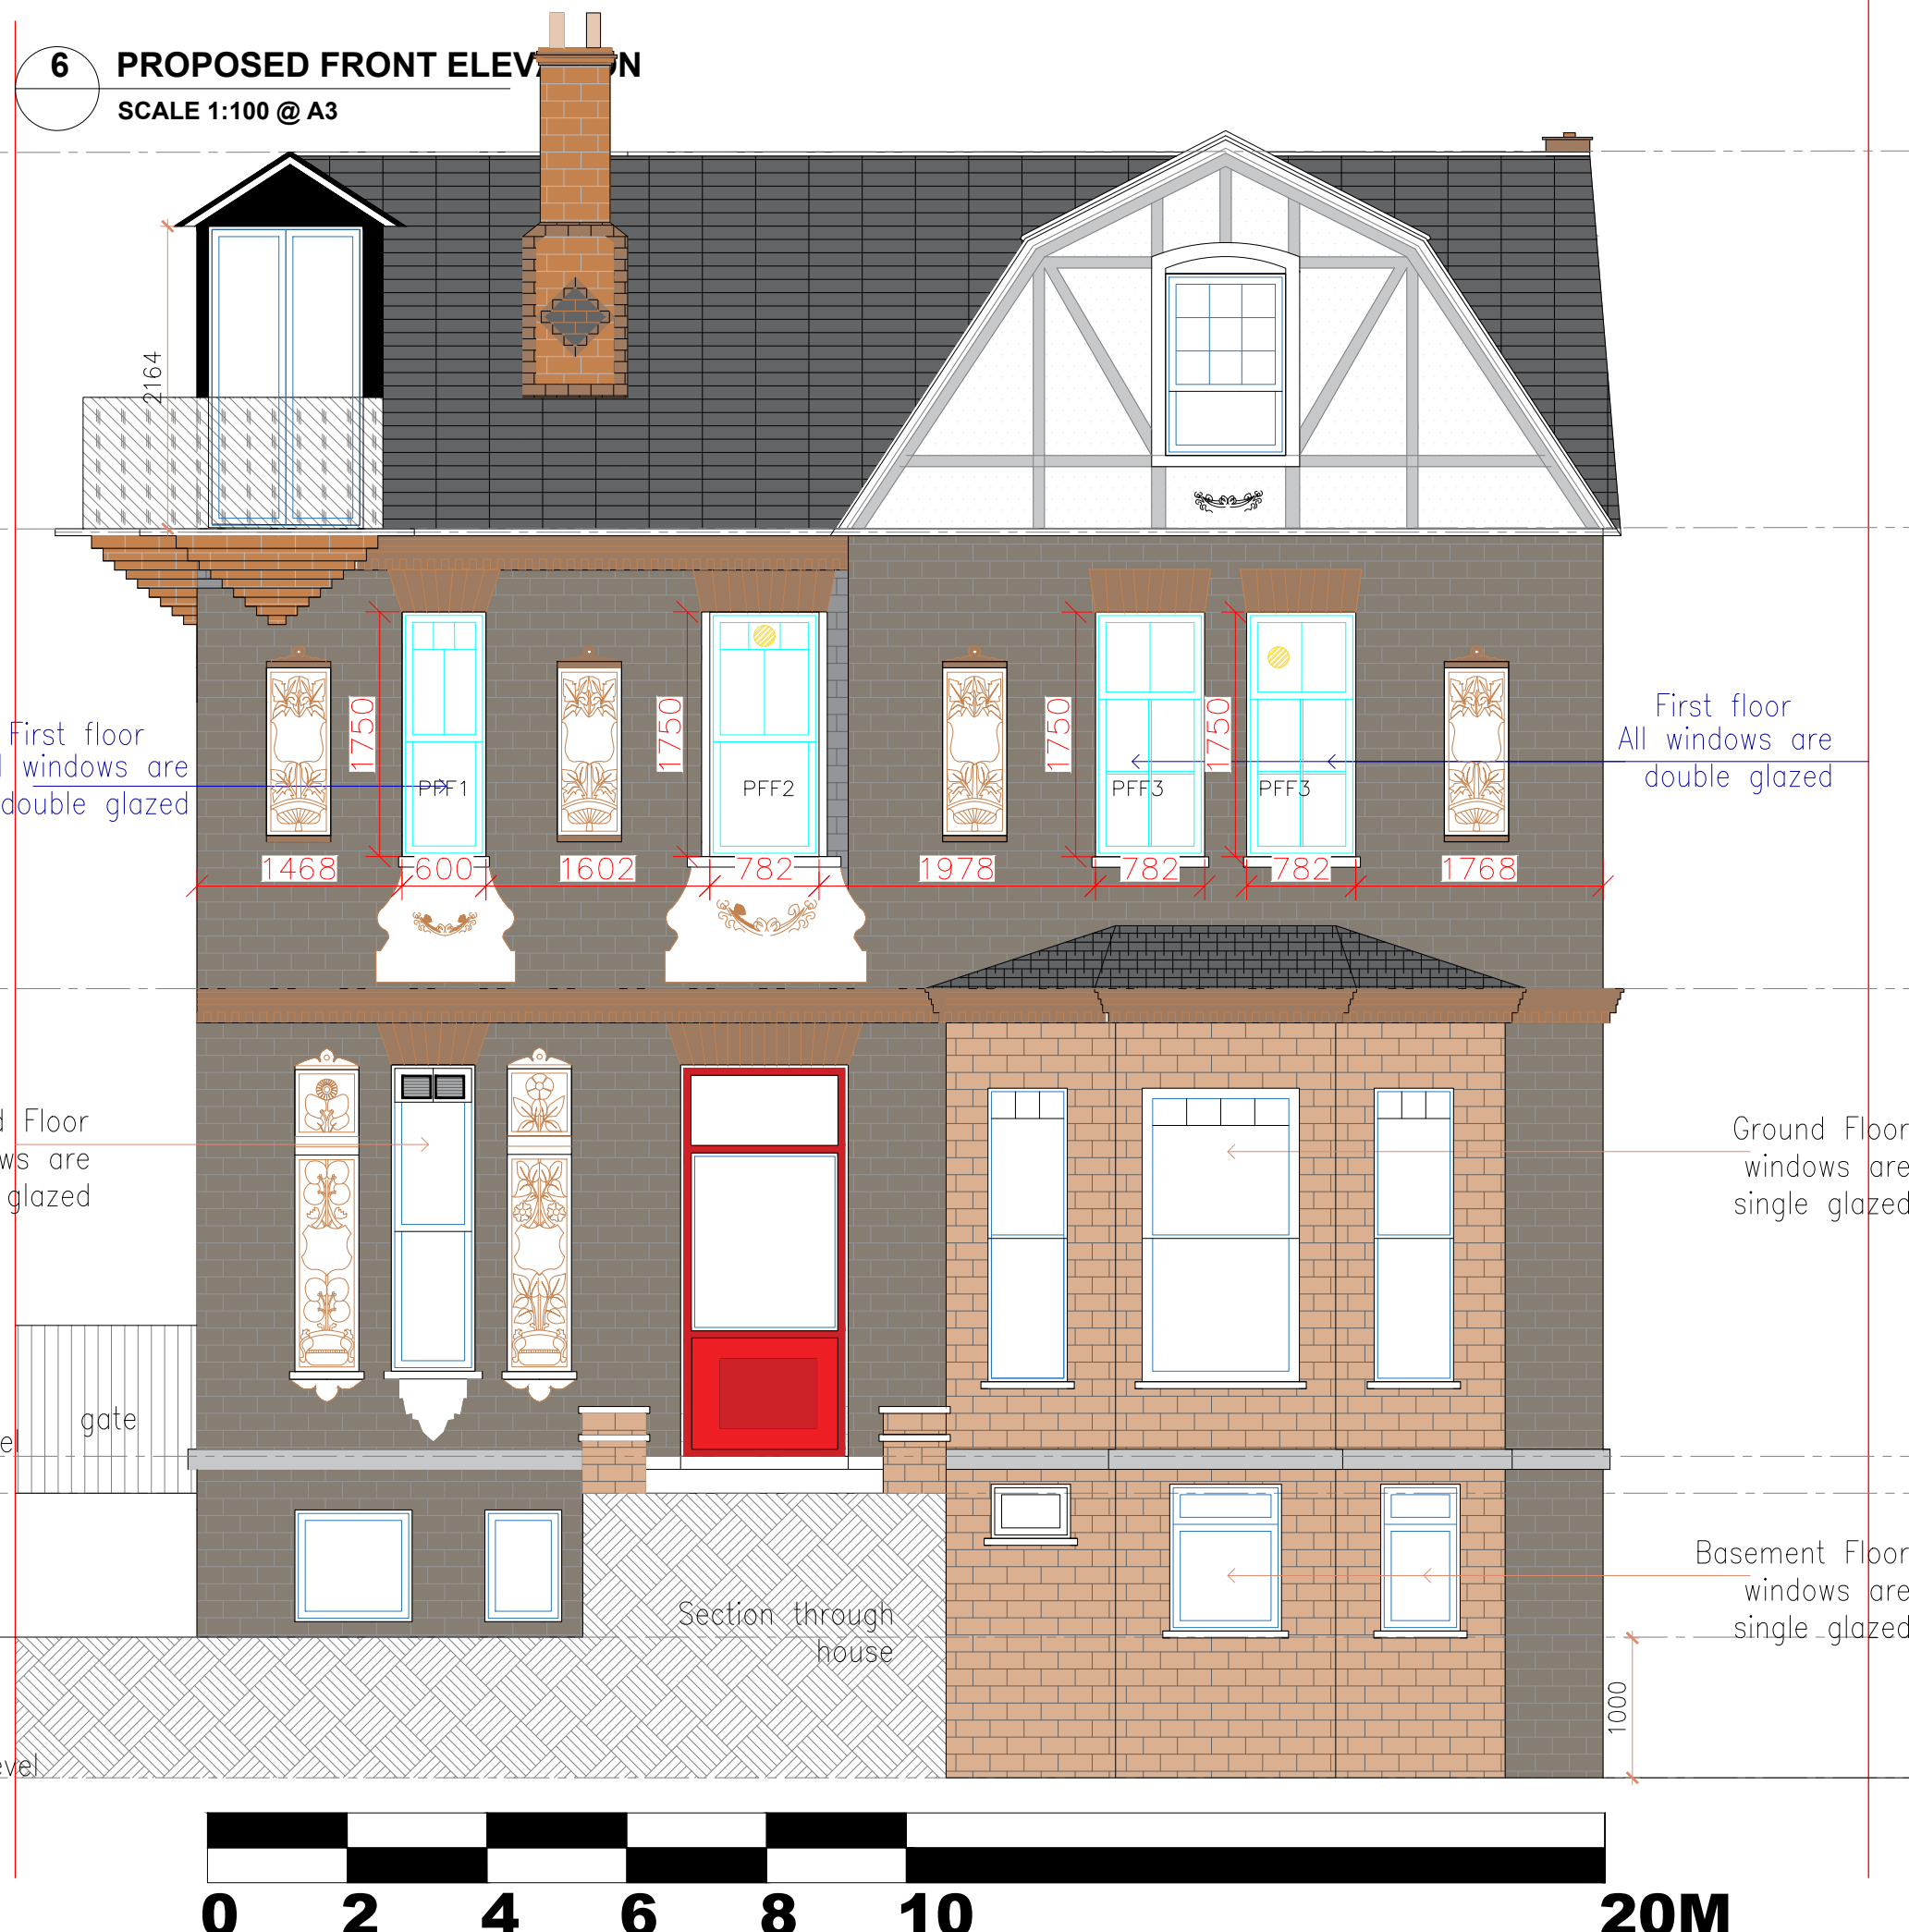 6
PROPOSED FRONT ELEVATION
SCALE 1:100 @ A3
2164
First floor
windows are
double glazed
First floor
All windows are
double glazed
1750
1750
1750
1750
PFF1
PFF2
PFF3
PFF3
1468
600
1602
782
1978
782
782
1768
Floor
are
glazed
Ground Floor
windows are
single glazed
gate
Section through
house
Basement Floor
windows are
single glazed
1000
0 2 4 6 8 10 20M